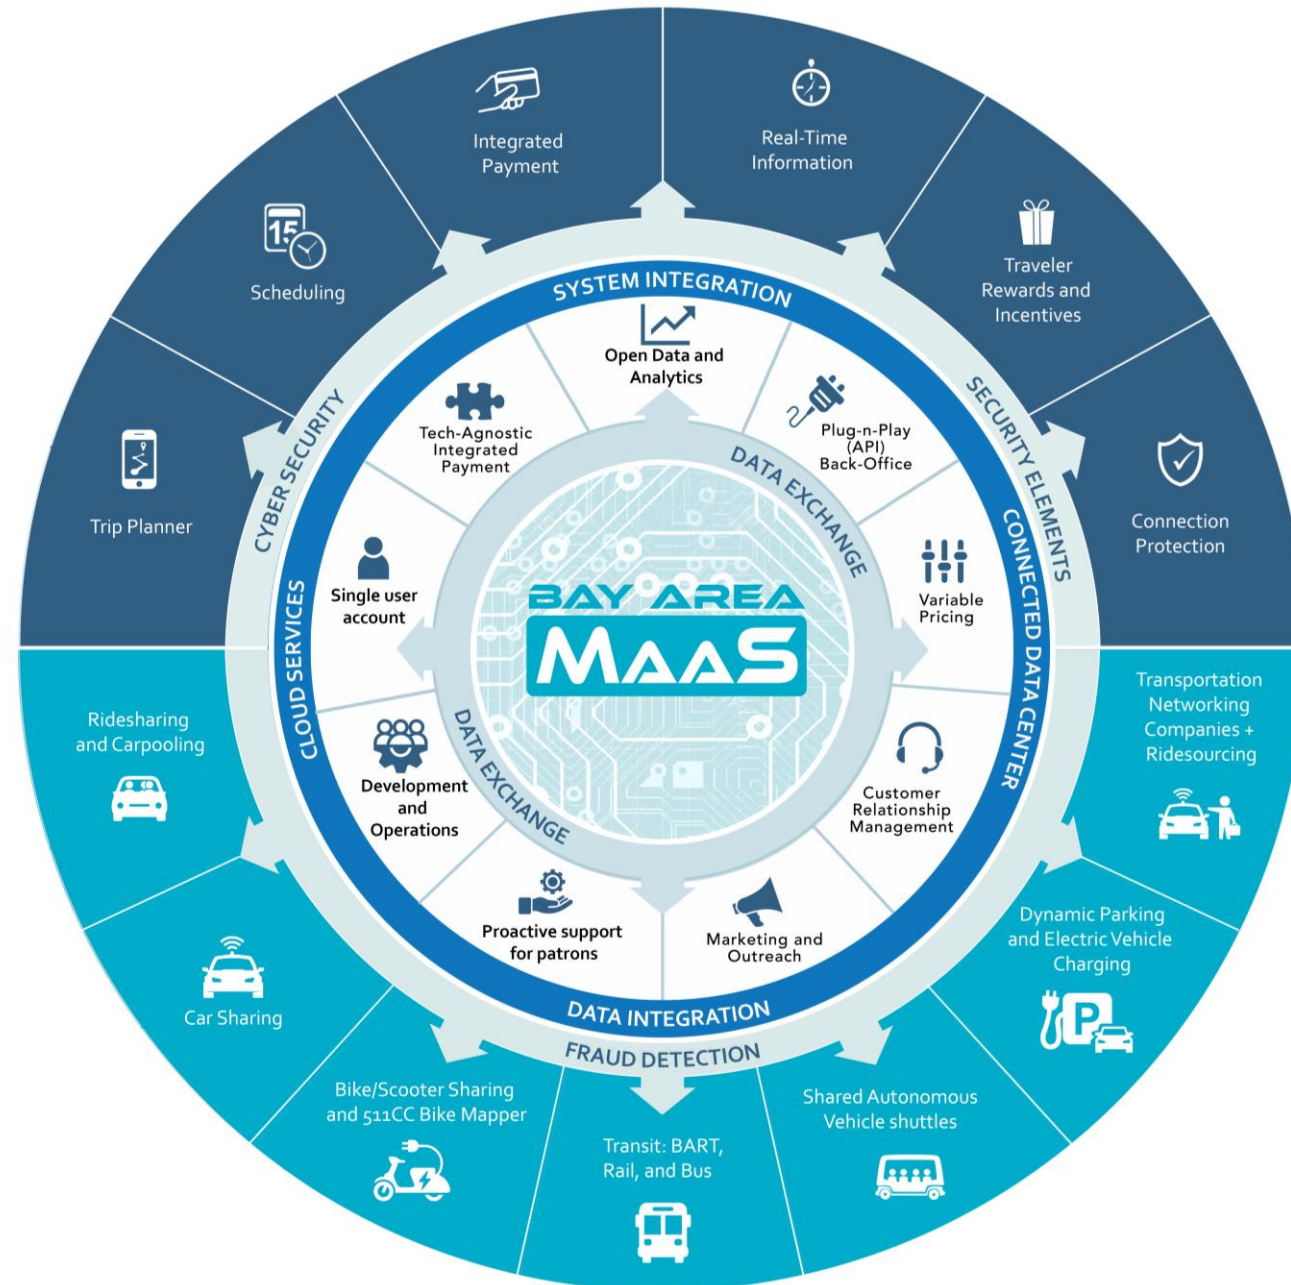 Integrated
Payment
Real-Time
Information
15
Scheduling
Traveler
Rewards and
Incentives
Trip Planner
Connection
Protection
CYBER SECURITY
SECURITY ELEMENTS
FRAUD DETECTION
SYSTEM INTEGRATION
CLOUD SERVICES
CONNECTED DATA CENTER
DATA INTEGRATION
Open Data and
Analytics
Tech-Agnostic
Integrated
Payment
Plug-n-Play
(API)
Back-Office
Single user
account
Variable
Pricing
Development
and
Operations
Customer
Relationship
Management
Proactive support
for patrons
Marketing and
Outreach
DATA EXCHANGE
DATA EXCHANGE
BAY AREA
MAAS
Ridesharing
and Carpooling
Transportation
Networking
Companies +
Ridesourcing
Car Sharing
Dynamic Parking
and Electric Vehicle
Charging
P
Bike/Scooter Sharing
and 511CC Bike Mapper
Shared Autonomous
Vehicle shuttles
Transit: BART,
Rail, and Bus